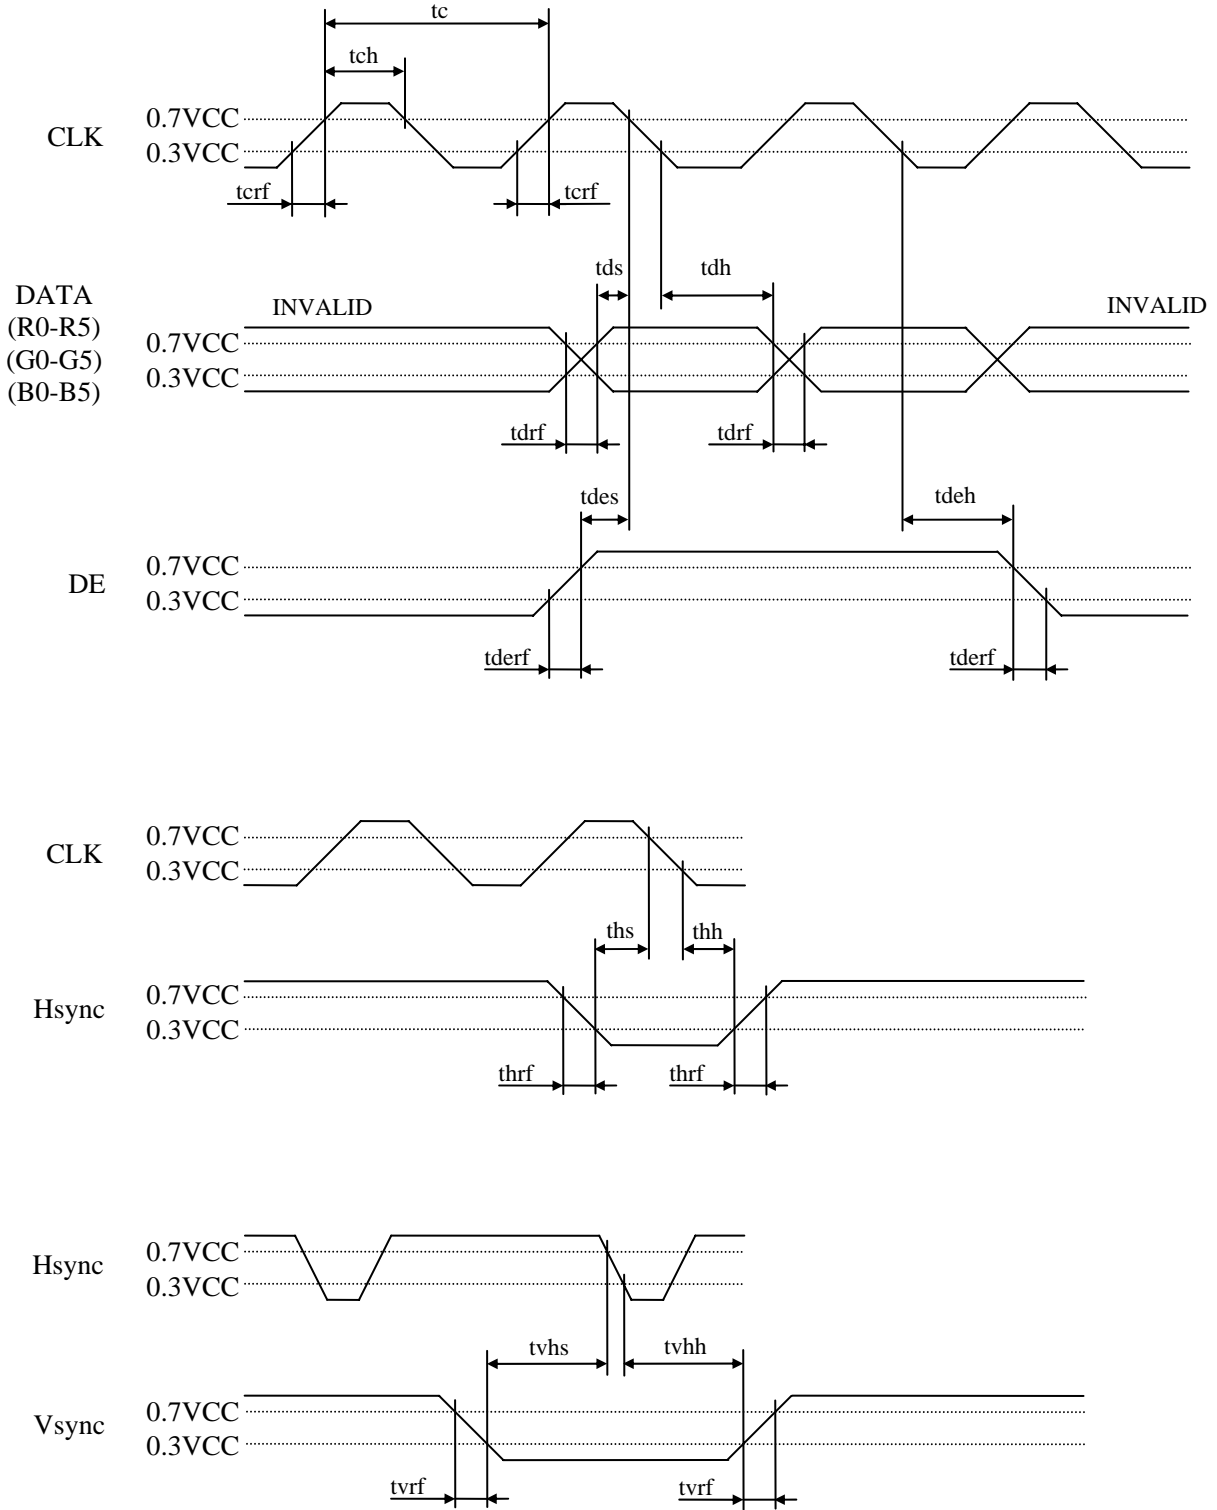 tc
tch
0.7VCC
CLK
0.3VCC
tcrf
tcrf
tds
tdh
DATA
(R0-R5)
(G0-G5)
(B0-B5)
INVALID
INVALID
0.7VCC
0.3VCC
tdrf
tdrf
tdes
tdeh
0.7VCC
DE
0.3VCC
tderf
tderf
0.7VCC
CLK
0.3VCC
ths
thh
0.7VCC
Hsync
0.3VCC
thrf
thrf
0.7VCC
Hsync
0.3VCC
tvhs
tvhh
0.7VCC
Vsync
0.3VCC
tvrf
tvrf